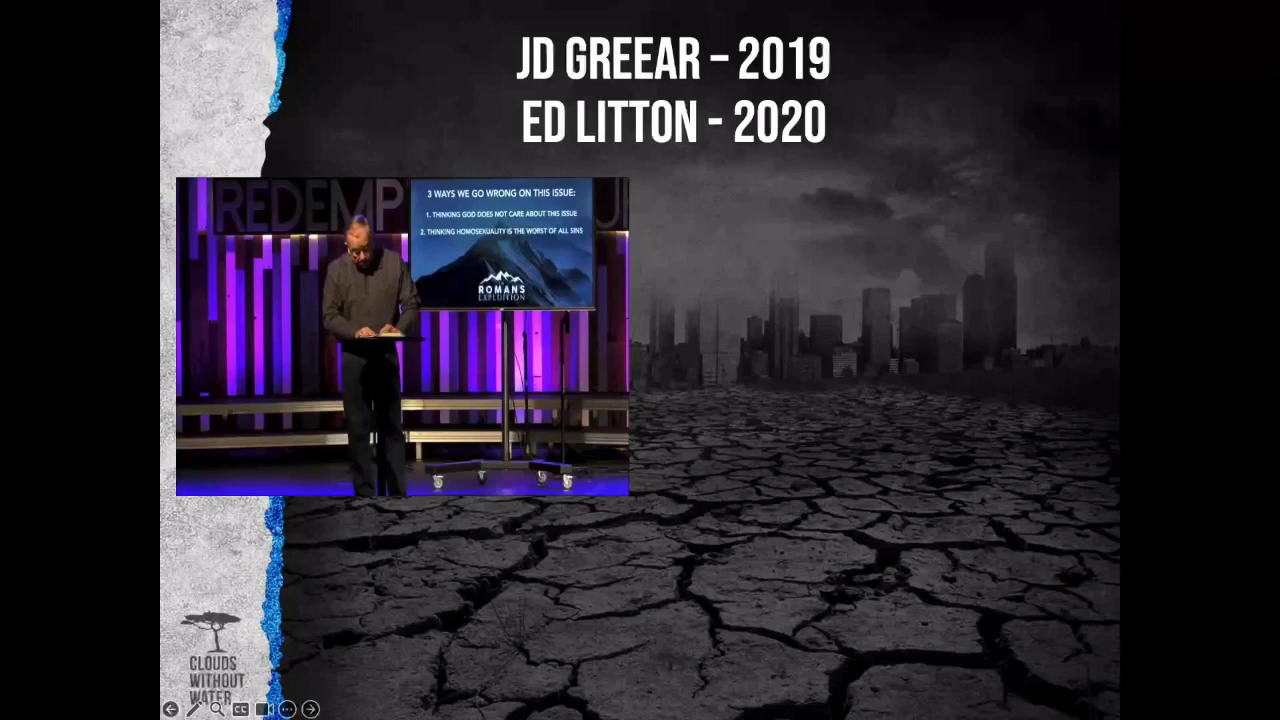 JD GREEAR – 2019
ED LITTON - 2020
REDEMP
3 WAYS WE GO WRONG ON THIS ISSUE:
1. THINKING GOD DOES NOT CARE ABOUT THIS ISSUE
2. THINKING HOMOSEXUALITY IS THE WORST OF ALL SINS
ROMANS
EXPEDITION
CLOUDS
WITHOUT
WATER
CC